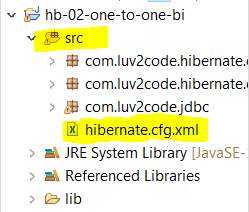 hb-02-one-to-one-bi
src
com.luv2code.hibernate.
com.luv2code.hibernate.
com.luv2code.jdbc
hibernate.cfg.xml
JRE System Library [JavaSE-
Referenced Libraries
lib